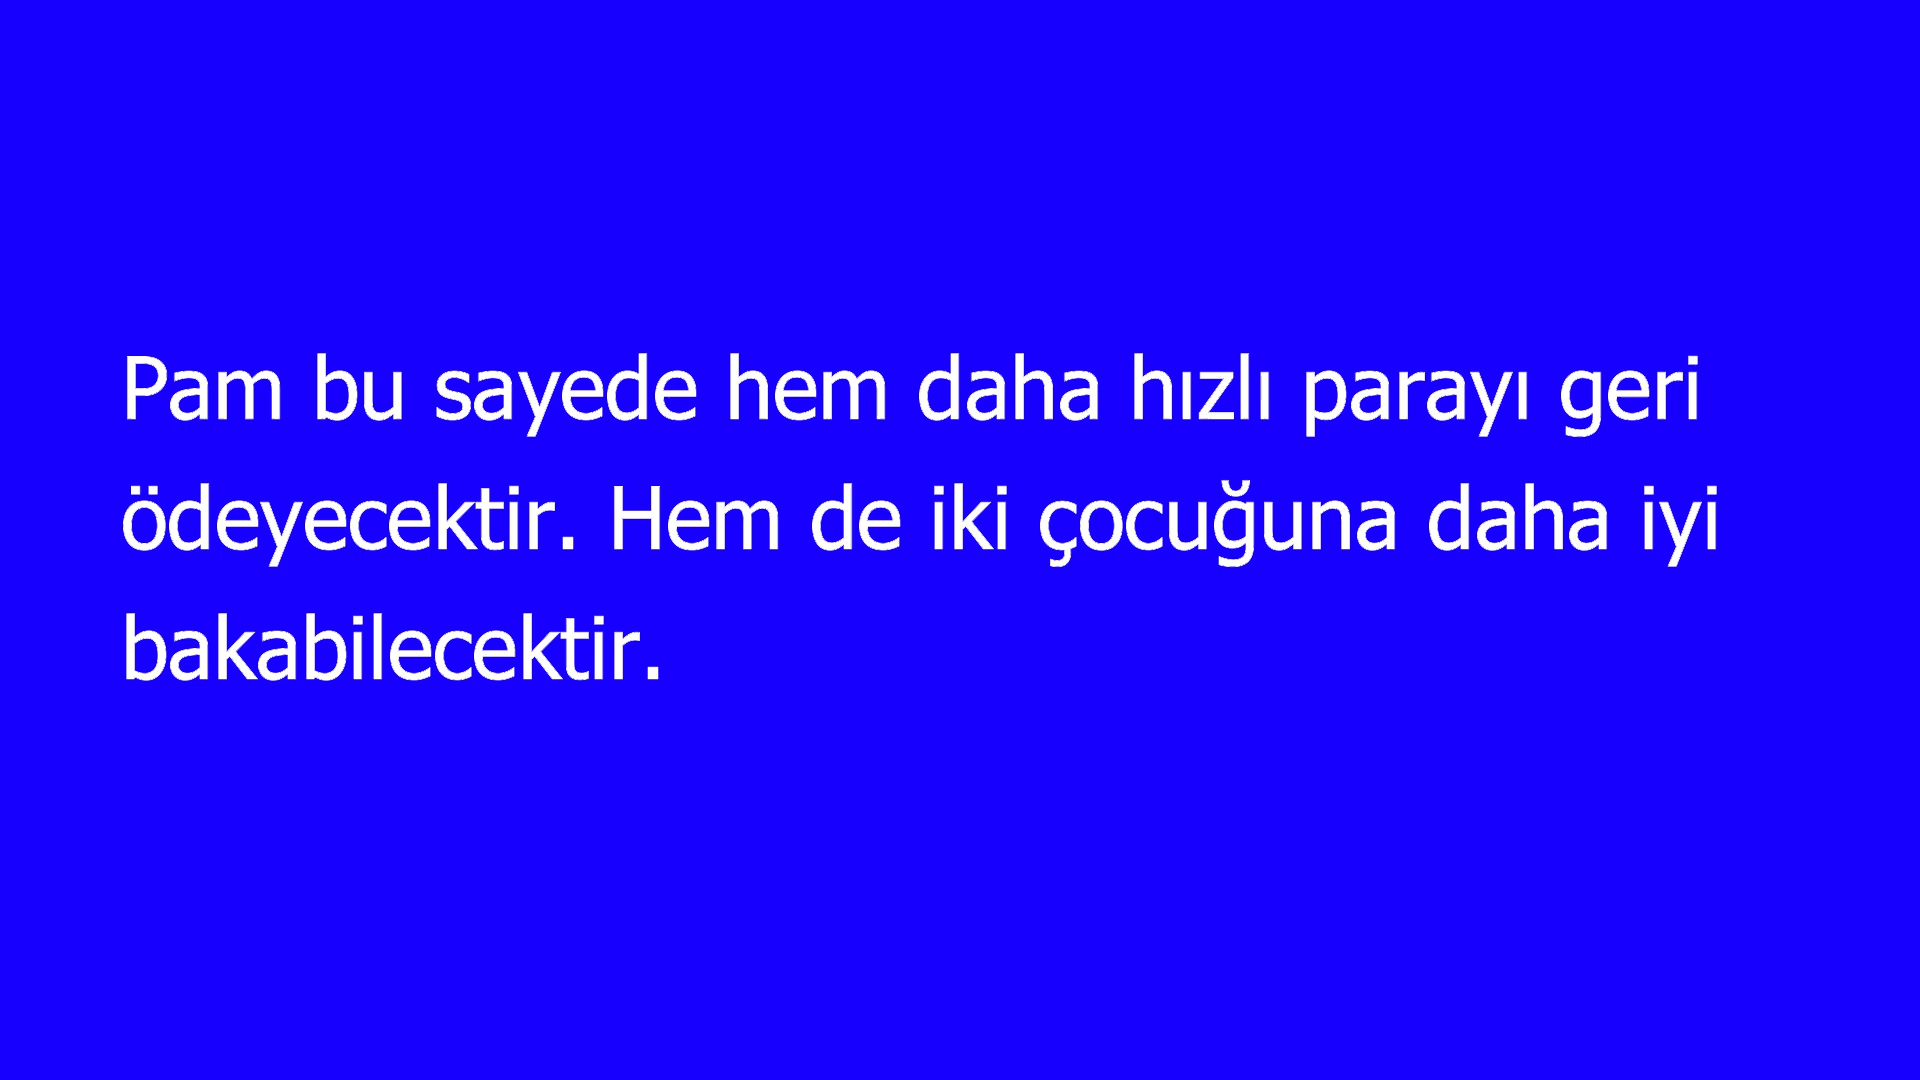 Pam bu sayede hem daha hızlı parayı geri
ödeyecektir. Hem de iki çocuğuna daha iyi
bakabilecektir.